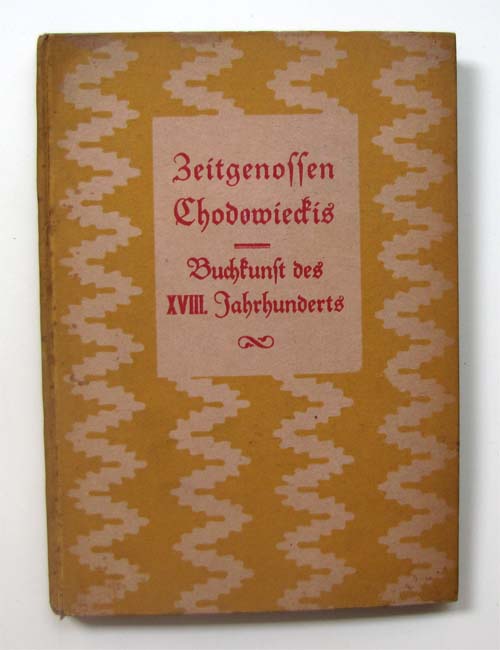 Zeitgenoſſen
Chodowieckis
Buchkunſt des
XVIII. Jahrhunderts